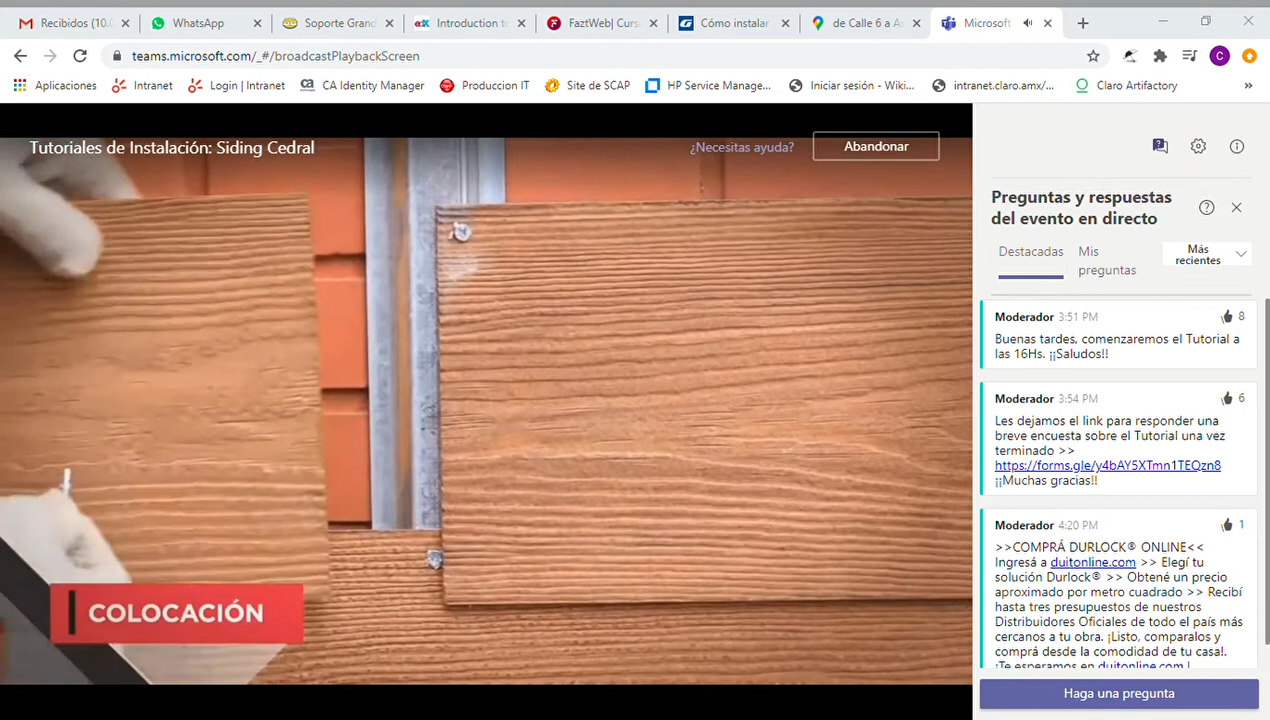 Recibidos (10.0
WhatsApp
Soporte Grand
Introduction to
FaztWeb| Curs
Cómo instalar
de Calle 6 a A
Microsoft
teams.microsoft.com/_#/broadcastPlaybackScreen
C
Aplicaciones
Intranet
Login | Intranet
CA Identity Manager
Produccion IT
Site de SCAP
HP Service Manage...
Iniciar sesión - Wiki...
intranet.claro.amx/...
Claro Artifactory
»
Tutoriales de Instalación: Siding Cedral
¿Necesitas ayuda?
Abandonar
COLOCACIÓN
Preguntas y respuestas
del evento en directo
Destacadas
Mis
preguntas
Más
recientes
Moderador 3:51 PM
8
Buenas tardes, comenzaremos el Tutorial a
las 16Hs. ¡¡Saludos!!
Moderador 3:54 PM
6
Les dejamos el link para responder una
breve encuesta sobre el Tutorial una vez
terminado >>
https://forms.gle/y4bAY5XTmn1TEQzn8
¡¡Muchas gracias!!
Moderador 4:20 PM
1
>>COMPRÁ DURLOCK® ONLINE<<
Ingresá a duitonline.com >> Elegí tu
solución Durlock® >> Obtené un precio
aproximado por metro cuadrado >> Recibí
hasta tres presupuestos de nuestros
Distribuidores Oficiales de todo el país más
cercanos a tu obra. ¡Listo, comparalos y
comprá desde la comodidad de tu casa!.
¡Te esperamos en duitonline.com |
Haga una pregunta